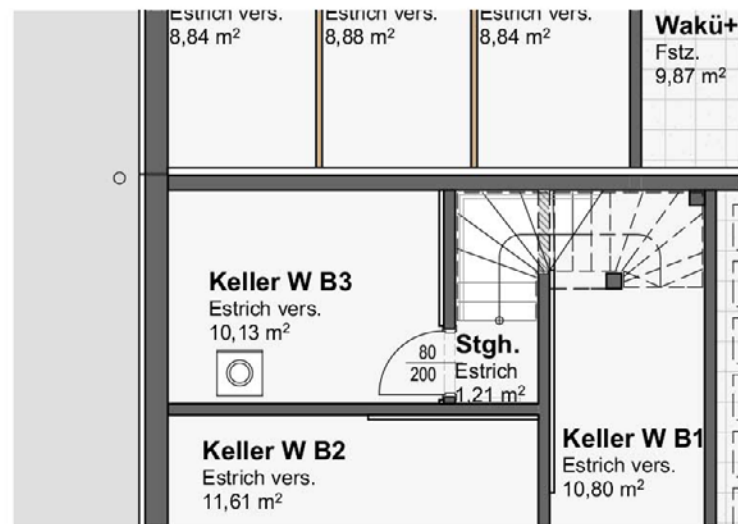 Estrich vers.
8,84 m²
Estrich vers.
8,88 m²
Estrich vers.
8,84 m²
Wakü+
Fstz.
9,87 m²
Keller W B3
Estrich vers.
10,13 m²
80
200
Stgh.
Estrich
1,21 m²
Keller W B2
Estrich vers.
11,61 m²
Keller W B1
Estrich vers.
10,80 m²